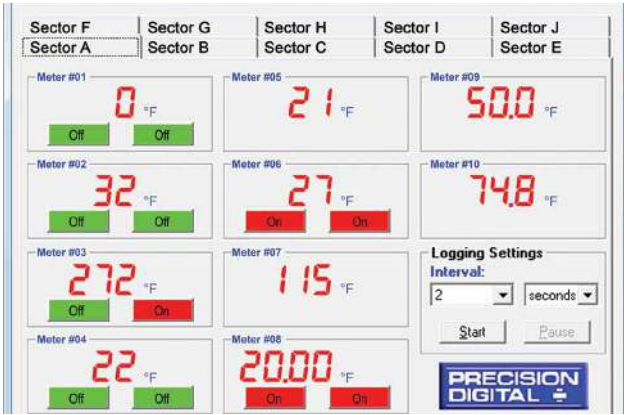 Sector F Sector G Sector H Sector I Sector J
Sector A Sector B Sector C Sector D Sector E
Meter #01 Meter #05 Meter #09
0 °F 21 °F 50.0 °F
Off Off
Meter #02 Meter #06 Meter #10
32 °F 27 °F 74.8 °F
Off Off On On
Meter #03 Meter #07 Logging Settings
272 °F 115 °F Interval:
Off On 2 seconds
Start Pause
Meter #04 Meter #08
22 °F 20.00 °F
Off Off On On
PRECISION
DIGITAL